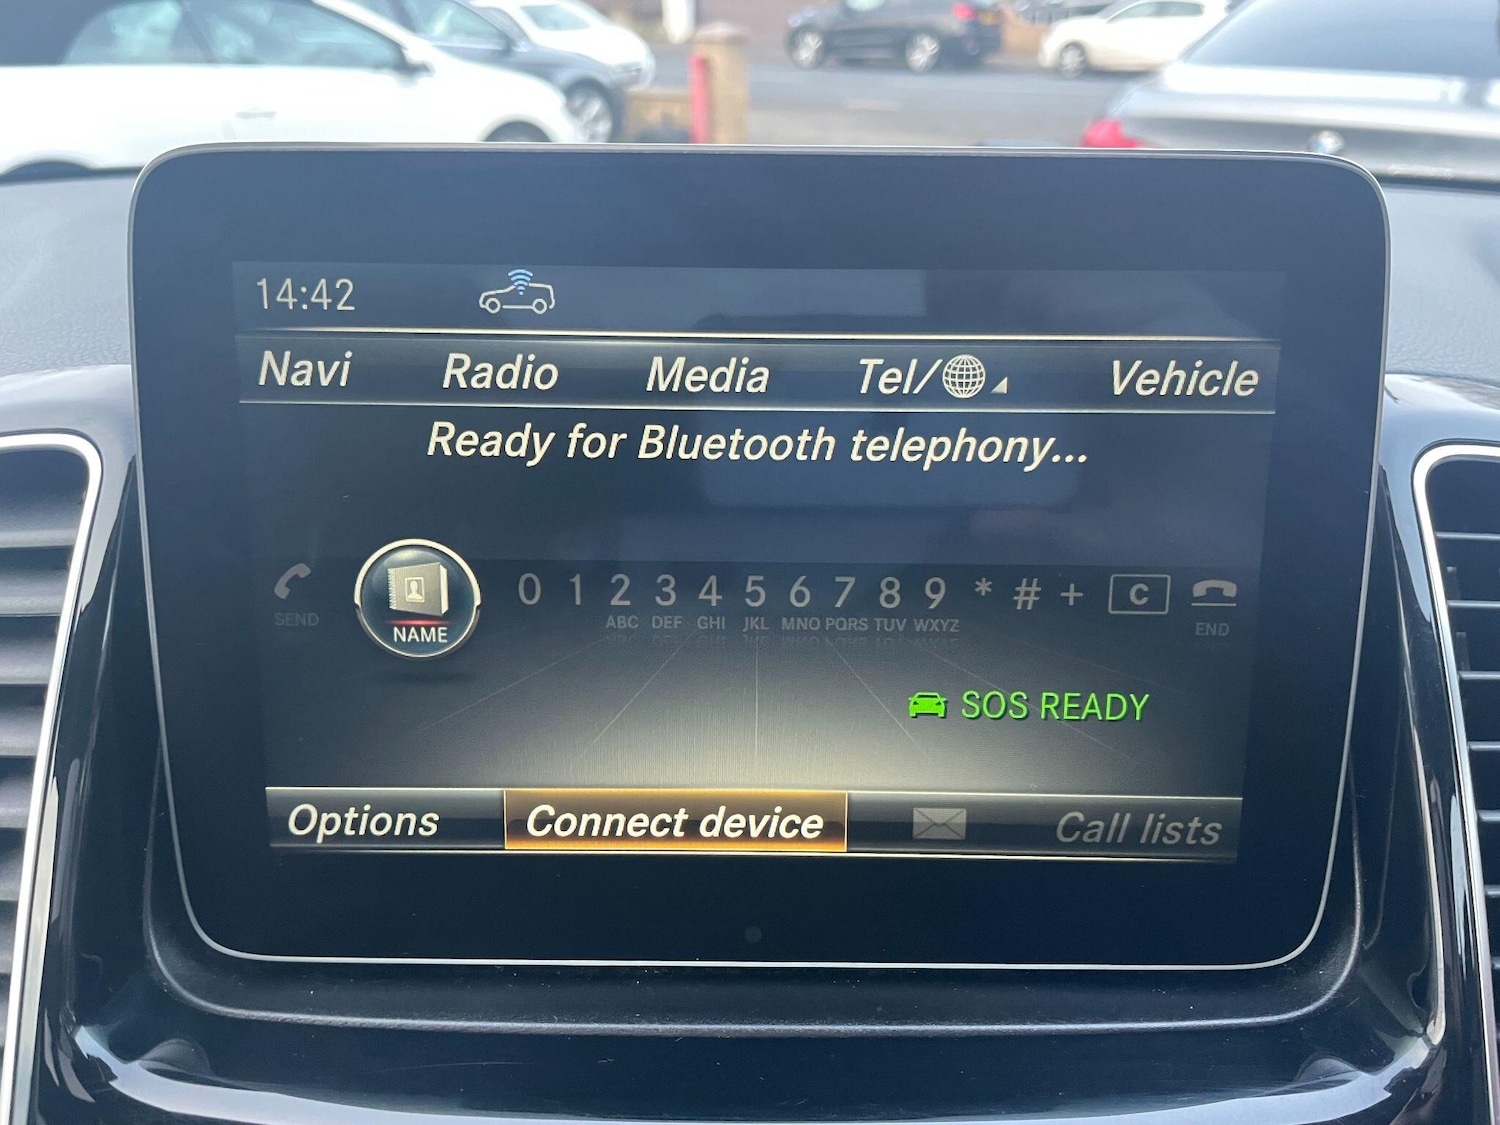 14:42
Navi Radio Media Tel/ Vehicle
Ready for Bluetooth telephony...
0 1 2 3 4 5 6 7 8 9 * # + C
SEND NAME ABC DEF GHI JKL MNO PQRS TUV WXYZ END
SOS READY
Options Connect device Call lists